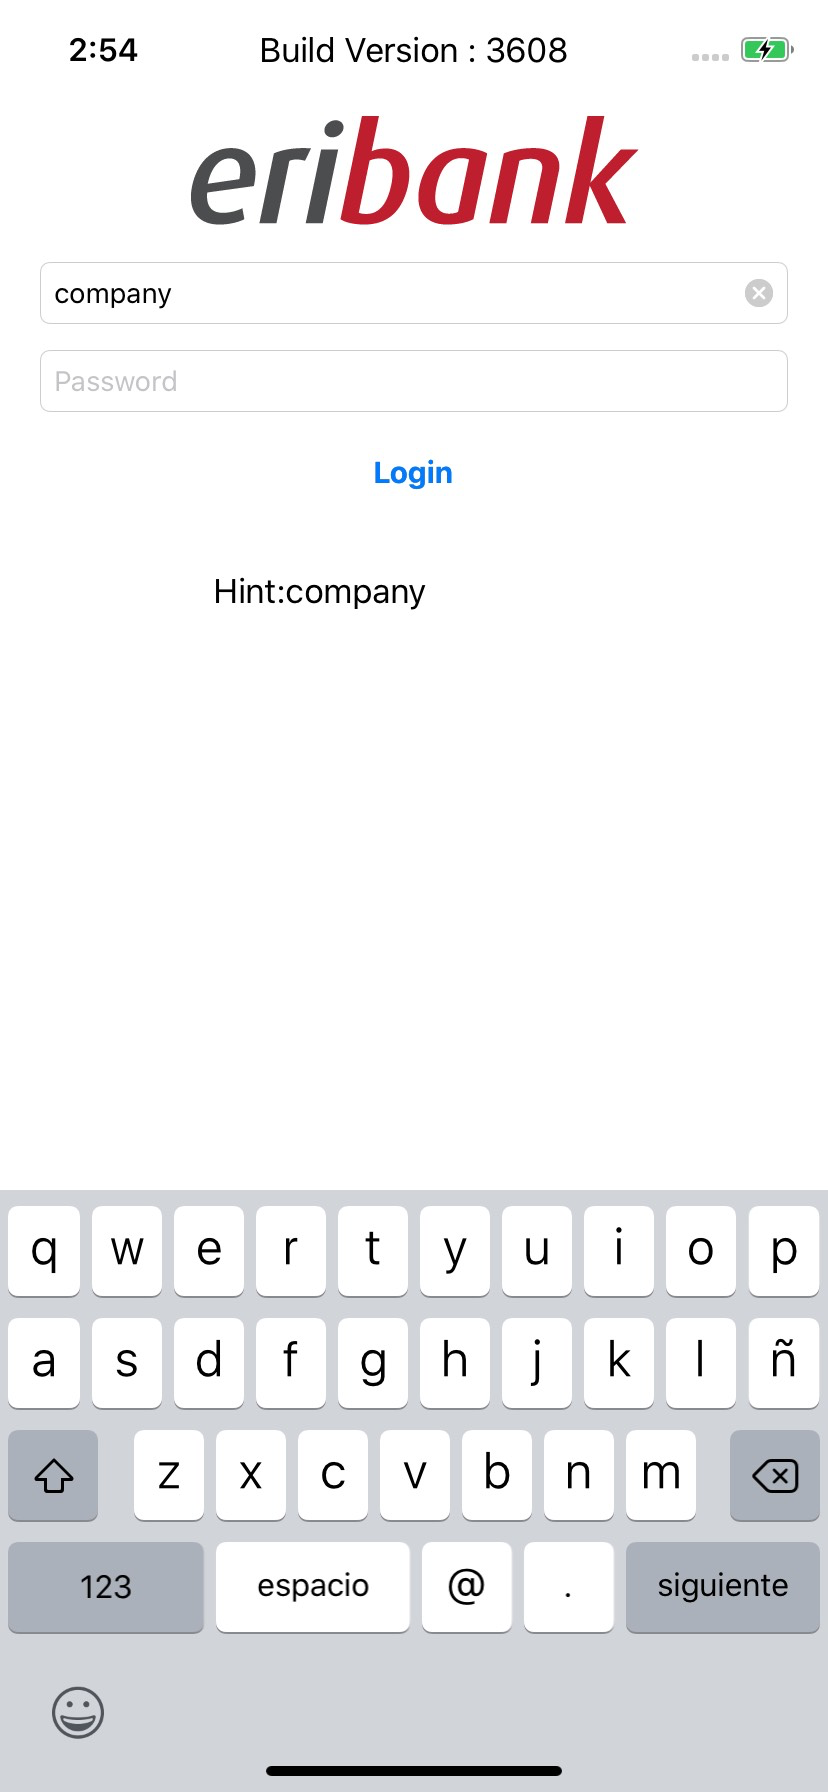 2:54 Build Version : 3608
eribank
company
Password
Login
Hint:company
q w e r t y u i o p
a s d f g h j k l ñ
z x c v b n m
123 espacio @ . siguiente